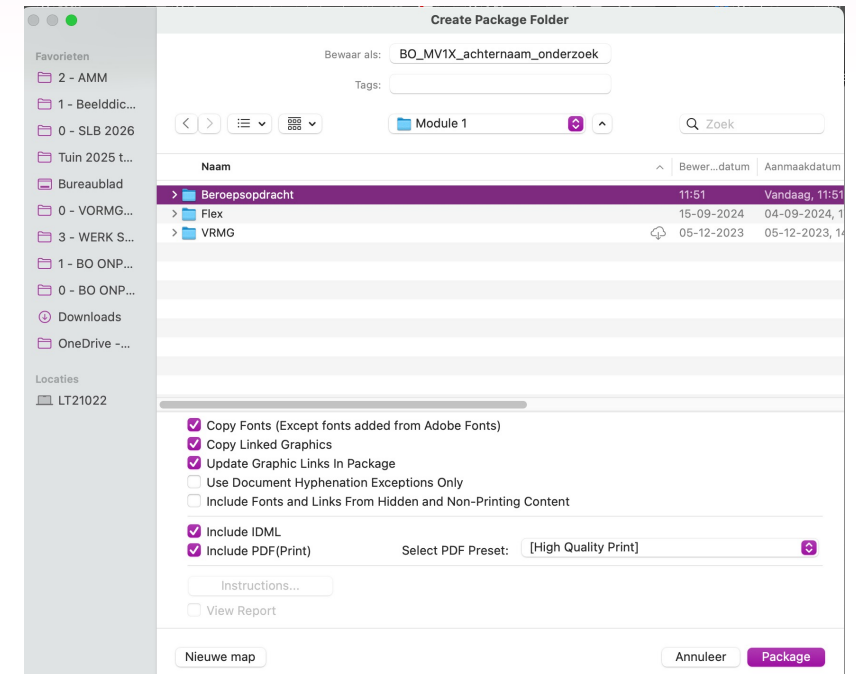 Create Package Folder
Favorieten
2 - AMM
1 - Beelddic...
0 - SLB 2026
Tuin 2025 t...
Bureaublad
0 - VORMG...
3 - WERK S...
1 - BO ONP...
0 - BO ONP...
Downloads
OneDrive -...
Locaties
LT21022
Bewaar als: BO_MV1X_achternaam_onderzoek
Tags:
Module 1
Zoek
Naam Bewer...datum Aanmaakdatum
Beroepsopdracht 11:51 Vandaag, 11:51
Flex 15-09-2024 04-09-2024, 1
VRMG 05-12-2023 05-12-2023, 14
Copy Fonts (Except fonts added from Adobe Fonts)
Copy Linked Graphics
Update Graphic Links In Package
Use Document Hyphenation Exceptions Only
Include Fonts and Links From Hidden and Non-Printing Content
Include IDML
Include PDF(Print) Select PDF Preset: [High Quality Print]
Instructions...
View Report
Nieuwe map Annuleer Package